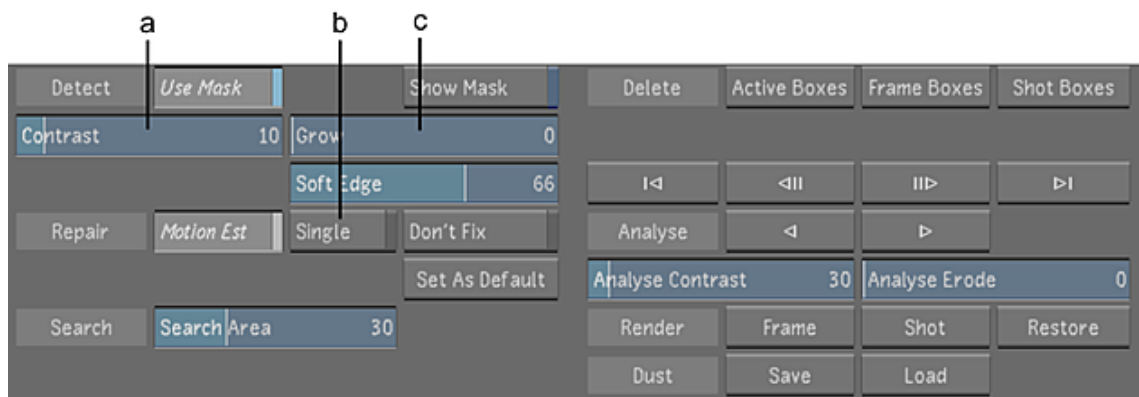 a b c
Detect Use Mask Show Mask Delete Active Boxes Frame Boxes Shot Boxes
Contrast 10 Grow 0
Soft Edge 66
Repair Motion Est Single Don't Fix Analyse
Set As Default Analyse Contrast 30 Analyse Erode 0
Search Search Area 30 Render Frame Shot Restore
Dust Save Load